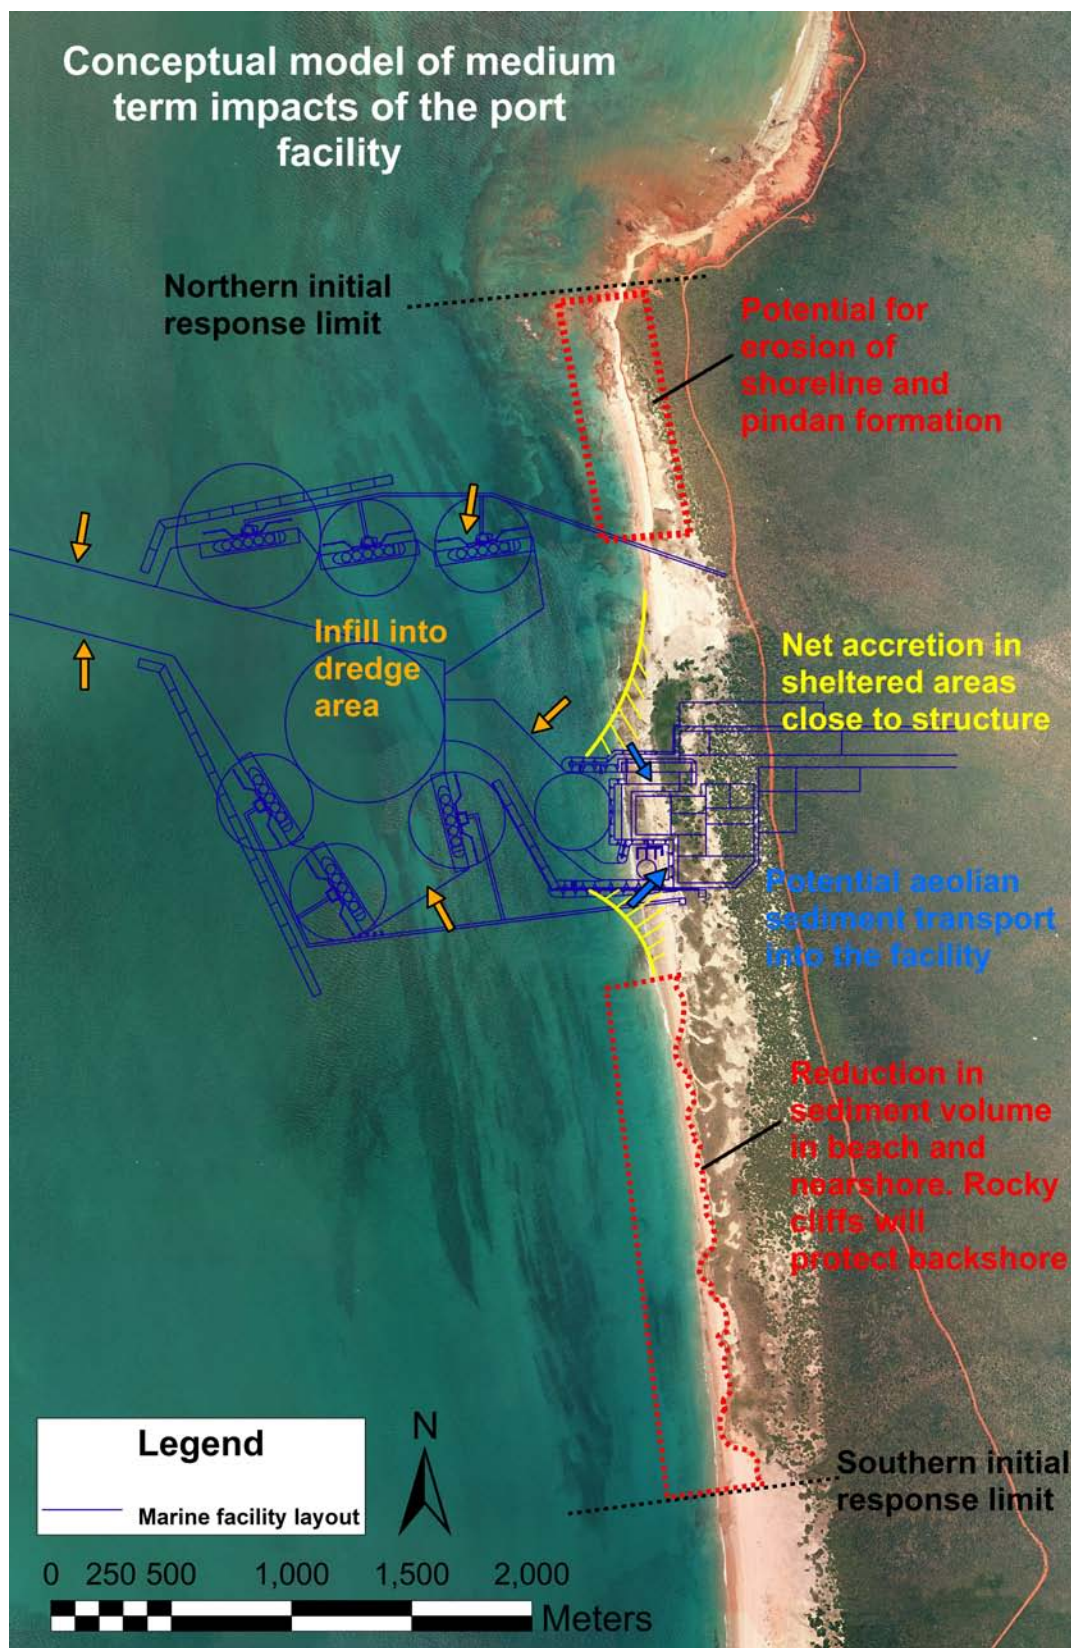 Conceptual model of medium
term impacts of the port
facility
Northern initial
response limit
Potential for
erosion of
shoreline and
pindan formation
Infill into
dredge
area
Net accretion in
sheltered areas
close to structure
Potential aeolian
sediment transport
into the facility
Reduction in
sediment volume
in beach and
nearshore. Rocky
cliffs will
protect backshore
Southern initial
response limit
Legend
Marine facility layout
N
0 250 500 1,000 1,500 2,000
Meters